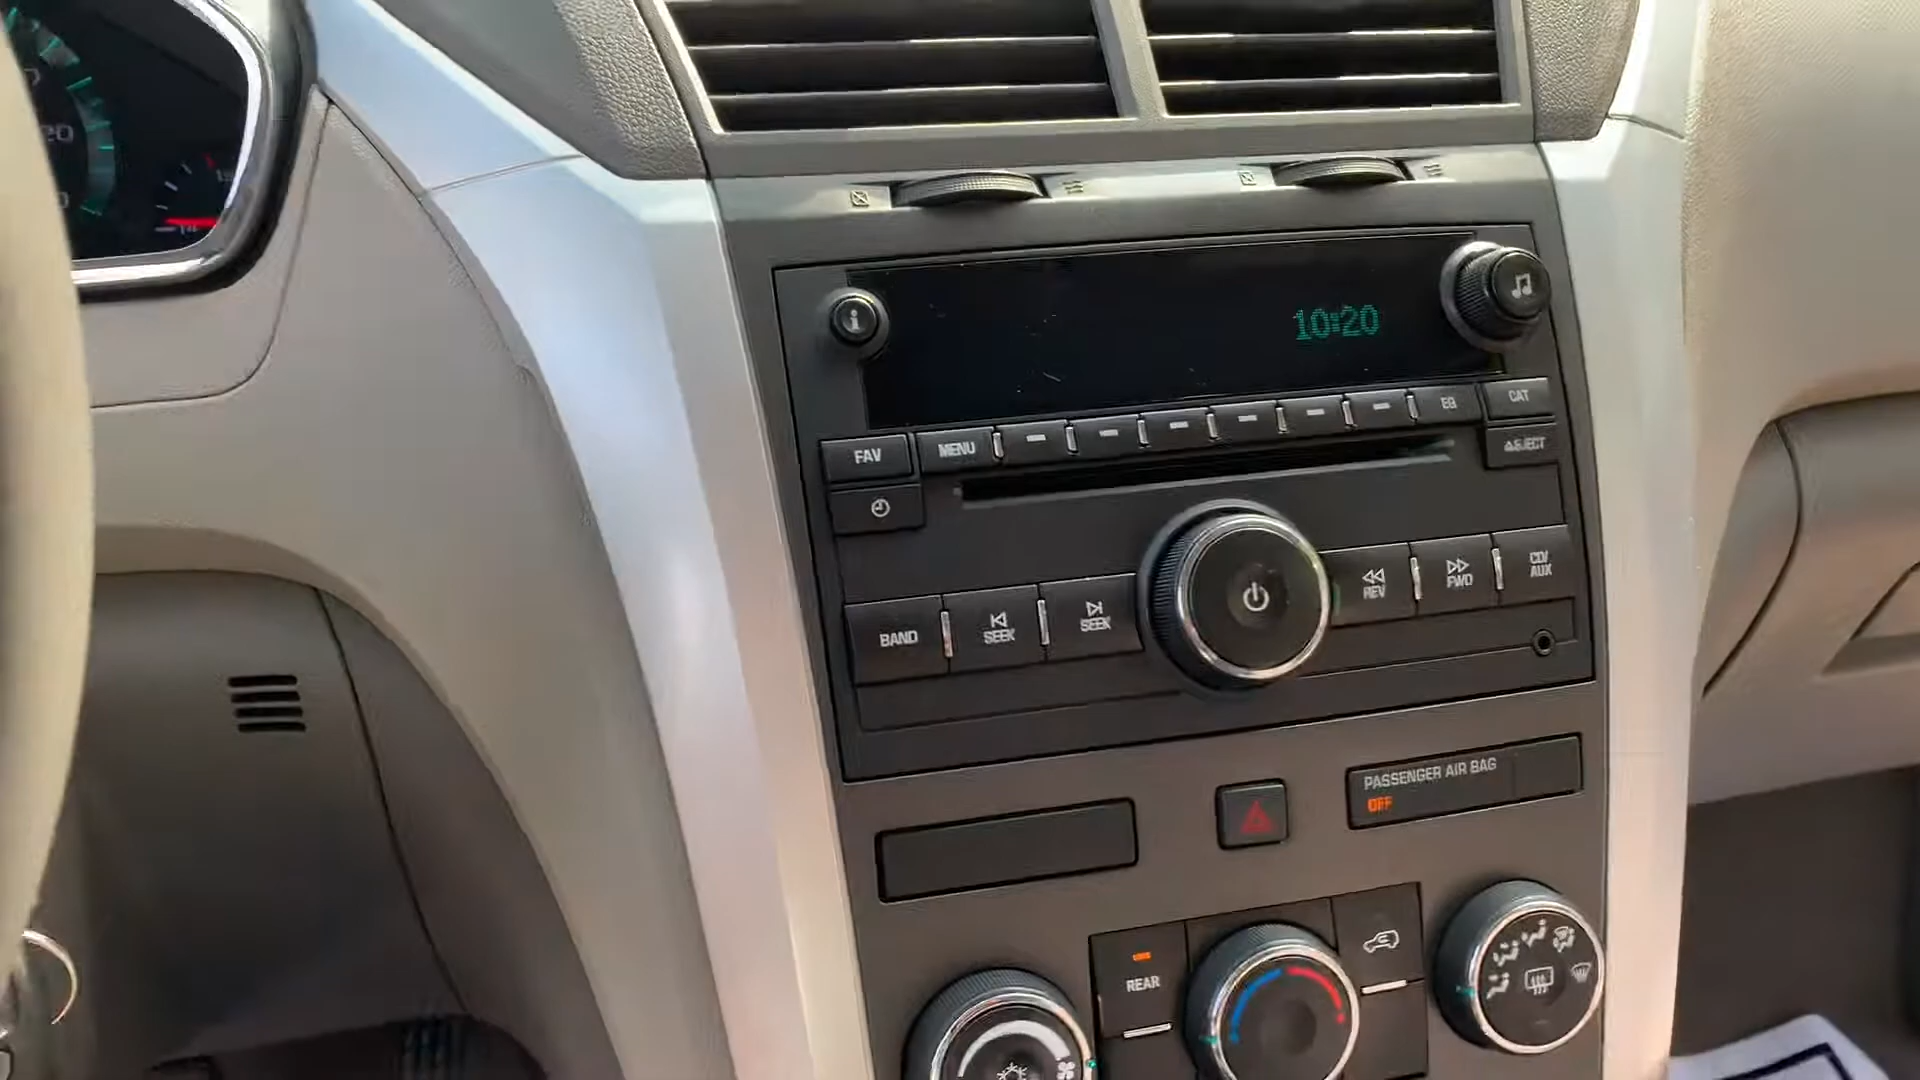 20
10:20
FAV
MENU
EQ
CAT
EJECT
BAND
SEEK
SEEK
REV
FWD
CD/
AUX
PASSENGER AIR BAG
OFF
REAR